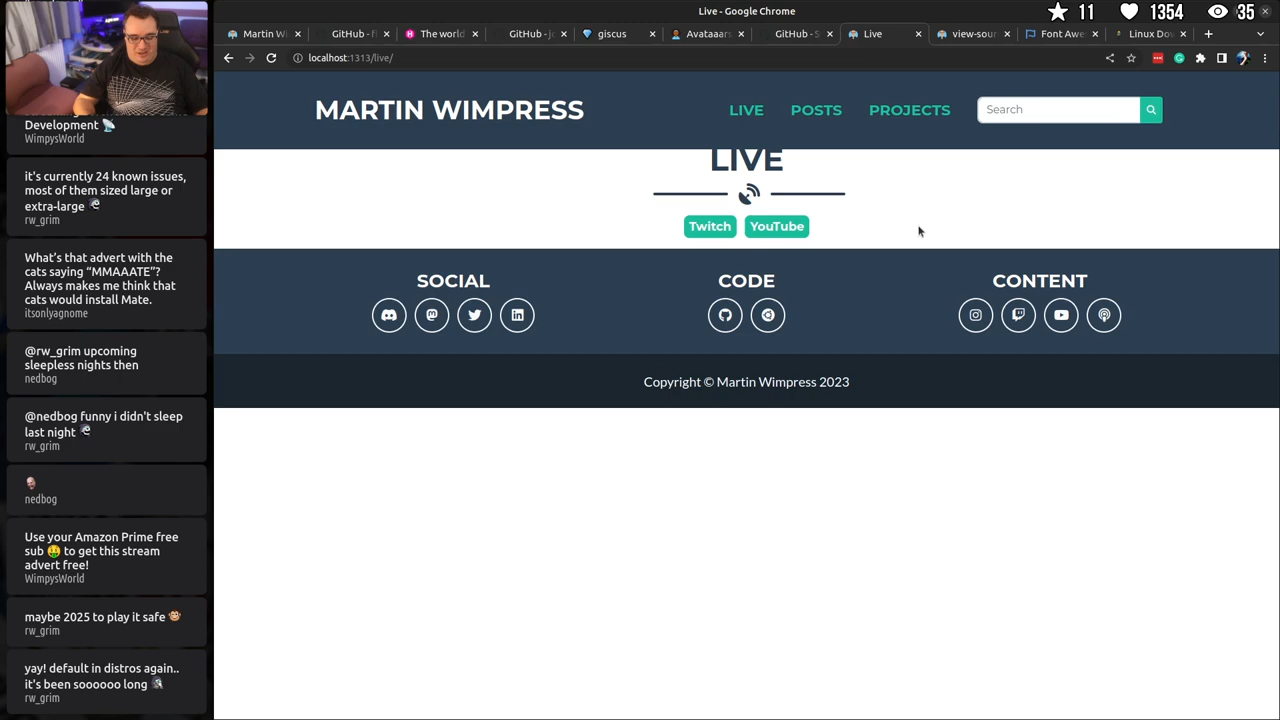 Live - Google Chrome
11 1354 35
Martin Wi
GitHub - fi
The world
GitHub - jo
giscus
Avataaars
GitHub - S
Live
view-sour
Font Awe
Linux Dow
localhost:1313/live/
MARTIN WIMPRESS
LIVE
POSTS
PROJECTS
Search
LIVE
Twitch
YouTube
SOCIAL
CODE
CONTENT
Copyright © Martin Wimpress 2023
Development 📡
WimpysWorld
it's currently 24 known issues,
most of them sized large or
extra-large
rw_grim
What's that advert with the
cats saying “MMAAATE”?
Always makes me think that
cats would install Mate.
itsonlyagnome
@rw_grim upcoming
sleepless nights then
nedbog
@nedbog funny i didn't sleep
last night
rw_grim
nedbog
Use your Amazon Prime free
sub 🤑 to get this stream
advert free!
WimpysWorld
maybe 2025 to play it safe 🐵
rw_grim
yay! default in distros again..
it's been soooooo long
rw_grim